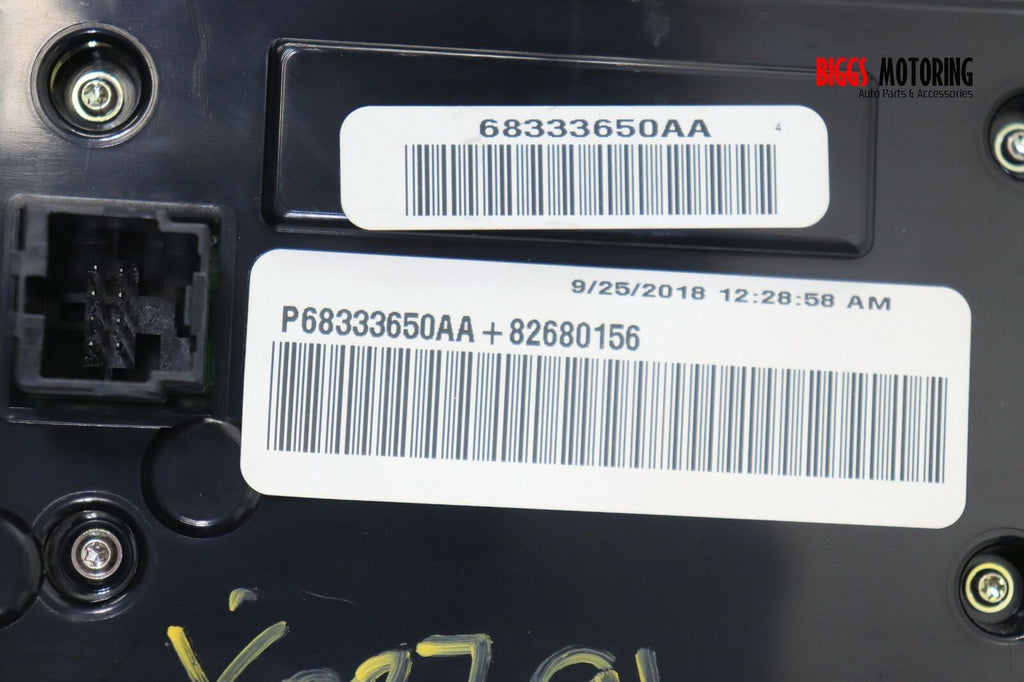 BIGGS MOTORING
Auto Parts & Accessories
68333650AA 4
9/25/2018 12:28:58 AM
P68333650AA+82680156